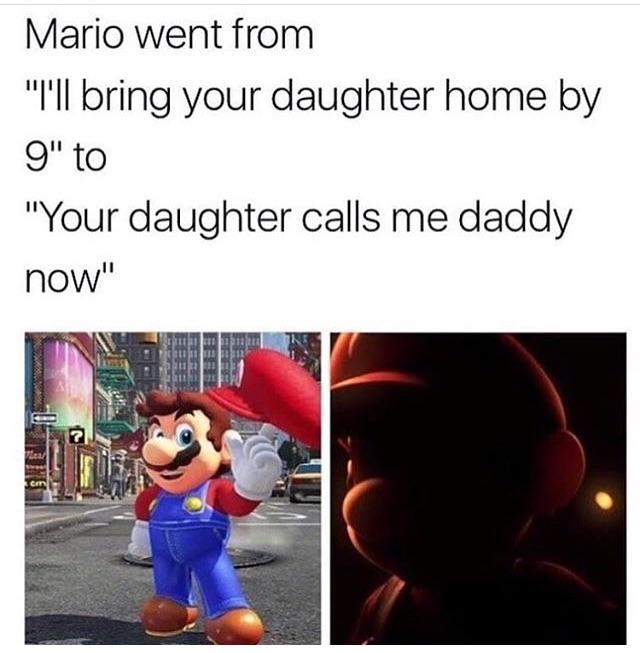 Mario went from
"I'll bring your daughter home by
9" to
"Your daughter calls me daddy
now"
?